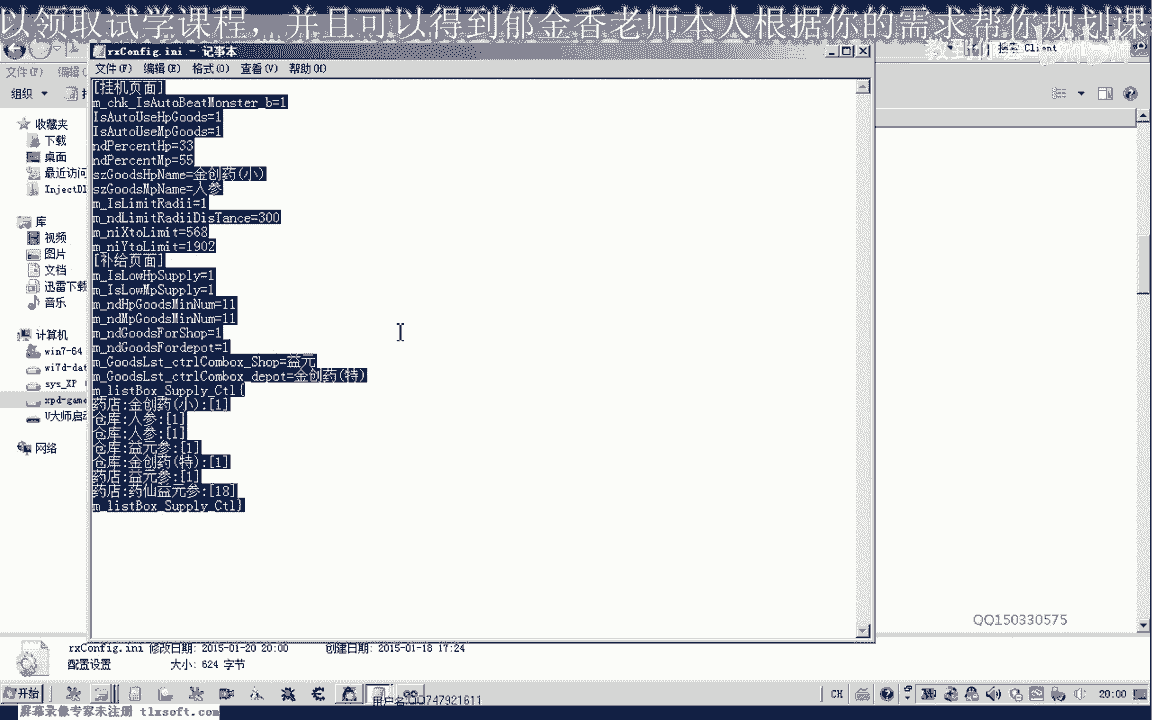 以领取试学课程，并且可以得到郁金香老师本人根据你的需求帮你规划课
rxConfig.ini - 记事本
搜索 Client
文件(F) 编辑(E) 格式(O) 查看(V) 帮助(H)
文件(F) 编辑(
组织
收藏夹
下载
桌面
最近访问
InjectDl
库
视频
图片
文档
迅雷下载
音乐
计算机
win7-64
wi7d-dat
sys_XP
xpd-game
U大师启动
网络
[挂机页面]
m_chk_IsAutoBeatMonster_b=1
IsAutoUseHpGoods=1
IsAutoUseMpGoods=1
ndPercentHp=33
ndPercentMp=55
szGoodsHpName=金创药(小)
szGoodsMpName=人参
m_IsLimitRadii=1
m_ndLimitRadiiDisTance=300
m_niXtoLimit=568
m_niYtoLimit=1902
[补给页面]
m_IsLowHpSupply=1
m_IsLowMpSupply=1
m_ndHpGoodsMinNum=11
m_ndMpGoodsMinNum=11
m_ndGoodsForShop=1
m_ndGoodsFordepot=1
m_GoodsLst_ctrlCombox_Shop=益元
m_GoodsLst_ctrlCombox_depot=金创药(特)
m_listBox_Supply_Ctl{
药店:金创药(小):[1]
仓库:人参:[1]
仓库:人参:[1]
仓库:益元参:[1]
仓库:金创药(特):[1]
药店:益元参:[1]
药店:药仙益元参:[18]
m_listBox_Supply_Ctl}
QQ150330575
rxConfig.ini 修改日期: 2015-01-20 20:00 创建日期: 2015-01-18 17:24
配置设置 大小: 624 字节
开始
用户名:QQ747921611
CH
20:00
屏幕录像专家未注册 tlxsoft.com